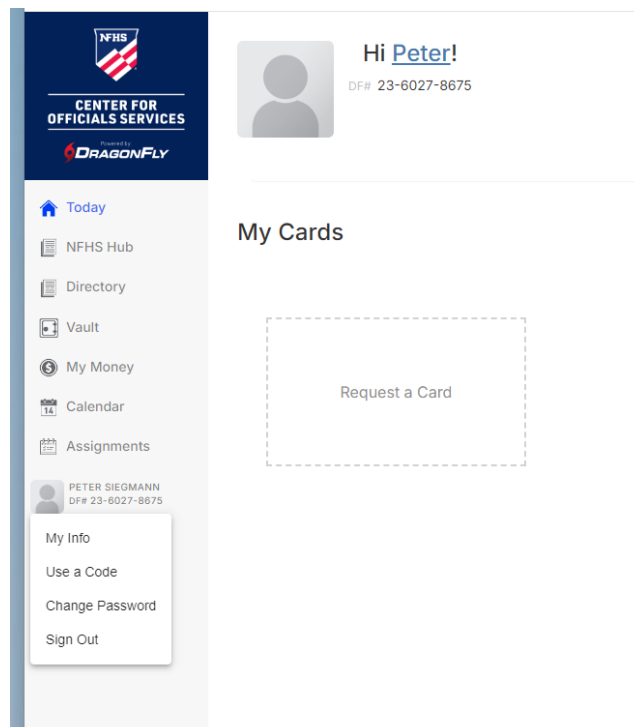 NFHS
CENTER FOR
OFFICIALS SERVICES
Powered by
DRAGONFLY
Today
NFHS Hub
Directory
Vault
My Money
14
Calendar
Assignments
PETER SIEGMANN
DF# 23-6027-8675
My Info
Use a Code
Change Password
Sign Out
Hi Peter!
DF# 23-6027-8675
My Cards
Request a Card